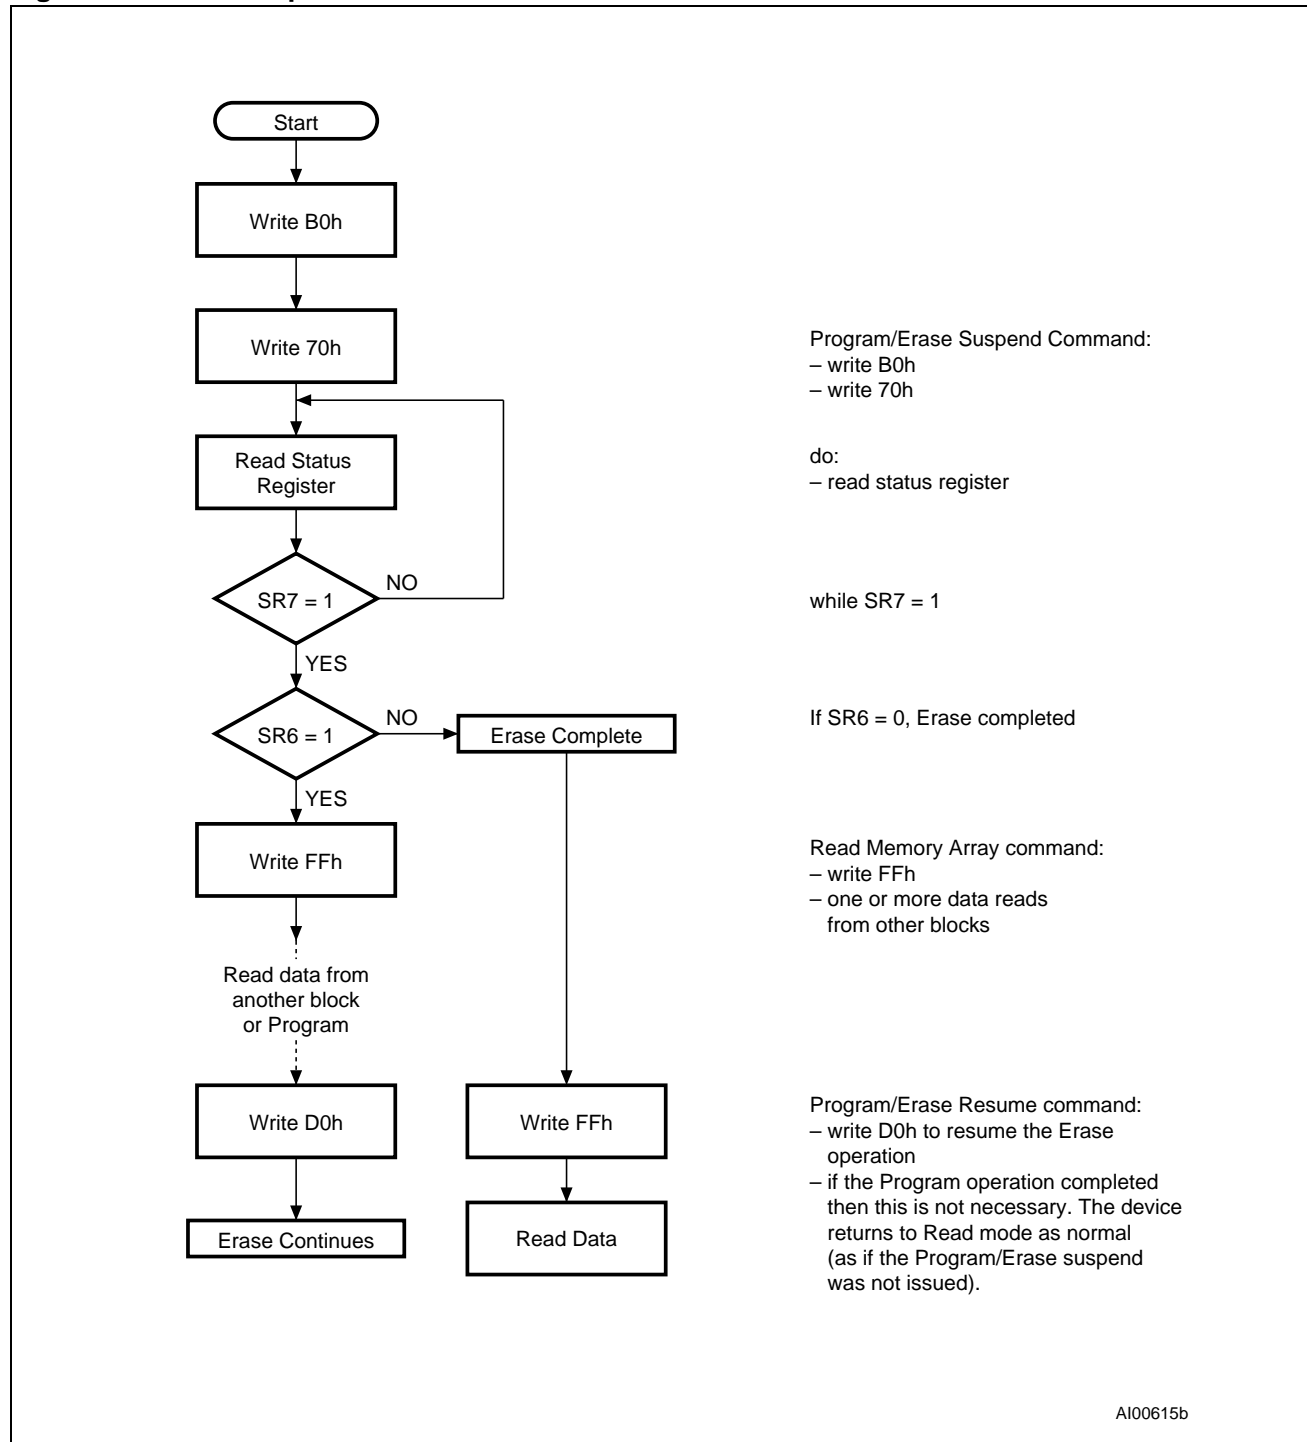 Start
Write B0h
Write 70h
Read Status
Register
NO
SR7 = 1
YES
NO
SR6 = 1
Erase Complete
YES
Write FFh
Read data from
another block
or Program
Write D0h
Write FFh
Erase Continues
Read Data
Program/Erase Suspend Command:
– write B0h
– write 70h
do:
– read status register
while SR7 = 1
If SR6 = 0, Erase completed
Read Memory Array command:
– write FFh
– one or more data reads
from other blocks
Program/Erase Resume command:
– write D0h to resume the Erase
operation
– if the Program operation completed
then this is not necessary. The device
returns to Read mode as normal
(as if the Program/Erase suspend
was not issued).
AI00615b